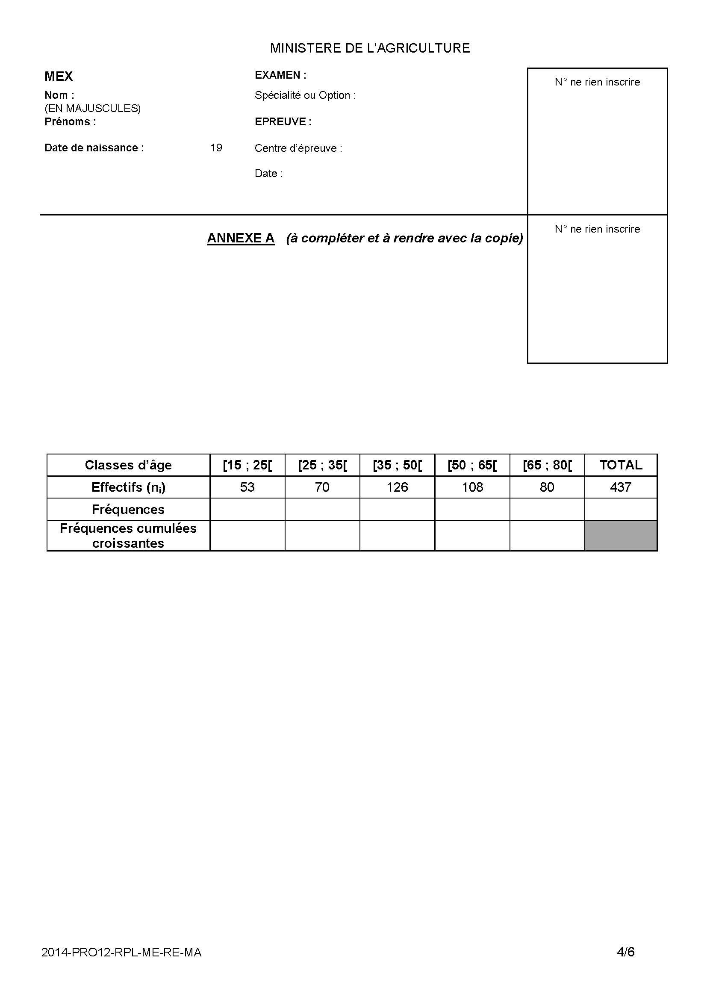 MINISTERE DE L’AGRICULTURE
MEX
EXAMEN :
N° ne rien inscrire
Nom :
Spécialité ou Option :
(EN MAJUSCULES)
Prénoms :
EPREUVE :
Date de naissance : 19
Centre d’épreuve :
Date :
ANNEXE A (à compléter et à rendre avec la copie)
N° ne rien inscrire
Classes d’âge [15 ; 25[ [25 ; 35[ [35 ; 50[ [50 ; 65[ [65 ; 80[ TOTAL
Effectifs (nᵢ) 53 70 126 108 80 437
Fréquences
Fréquences cumulées
croissantes
2014-PRO12-RPL-ME-RE-MA 4/6